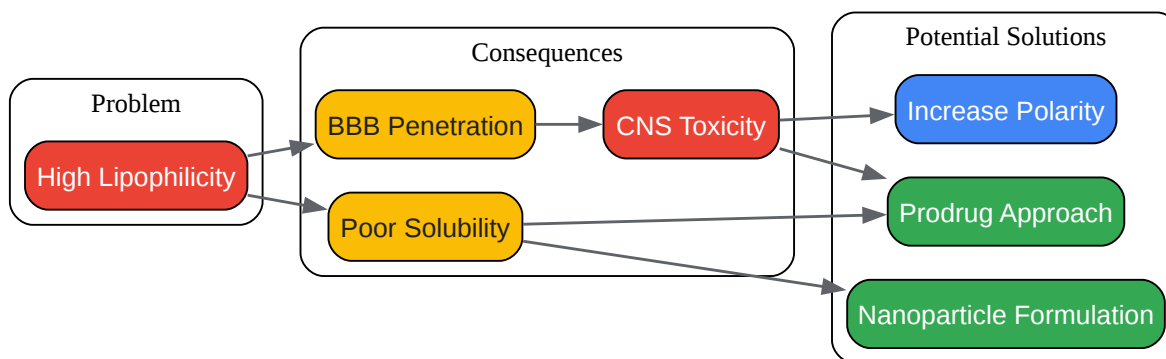 Problem
High Lipophilicity
Consequences
BBB Penetration
CNS Toxicity
Poor Solubility
Potential Solutions
Increase Polarity
Prodrug Approach
Nanoparticle Formulation